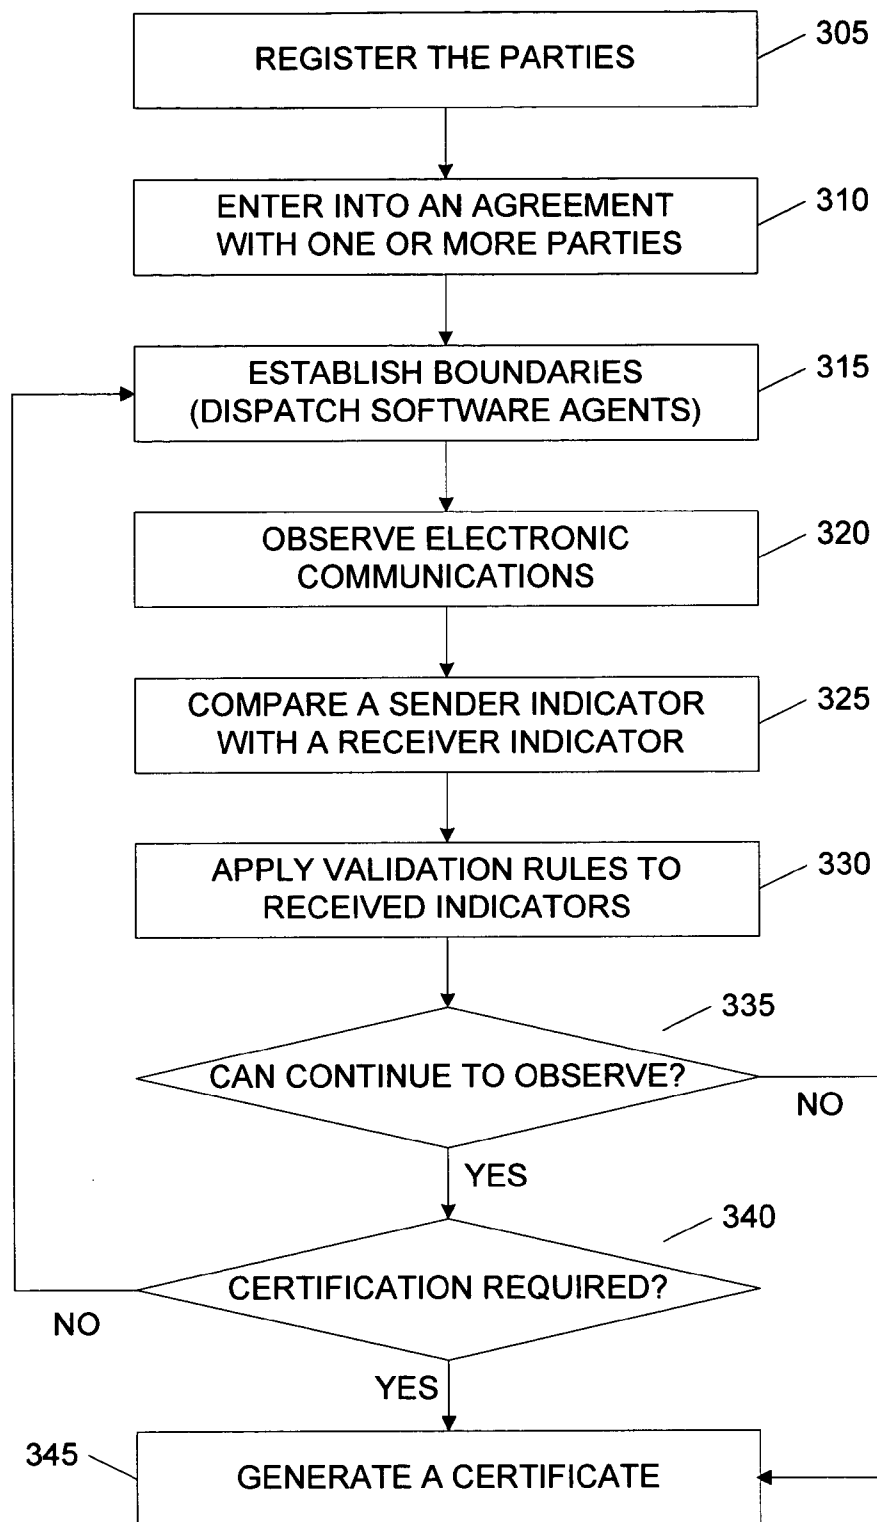 REGISTER THE PARTIES
305
ENTER INTO AN AGREEMENT
WITH ONE OR MORE PARTIES
310
ESTABLISH BOUNDARIES
(DISPATCH SOFTWARE AGENTS)
315
OBSERVE ELECTRONIC
COMMUNICATIONS
320
COMPARE A SENDER INDICATOR
WITH A RECEIVER INDICATOR
325
APPLY VALIDATION RULES TO
RECEIVED INDICATORS
330
335
CAN CONTINUE TO OBSERVE?
NO
YES
340
CERTIFICATION REQUIRED?
NO
YES
345
GENERATE A CERTIFICATE